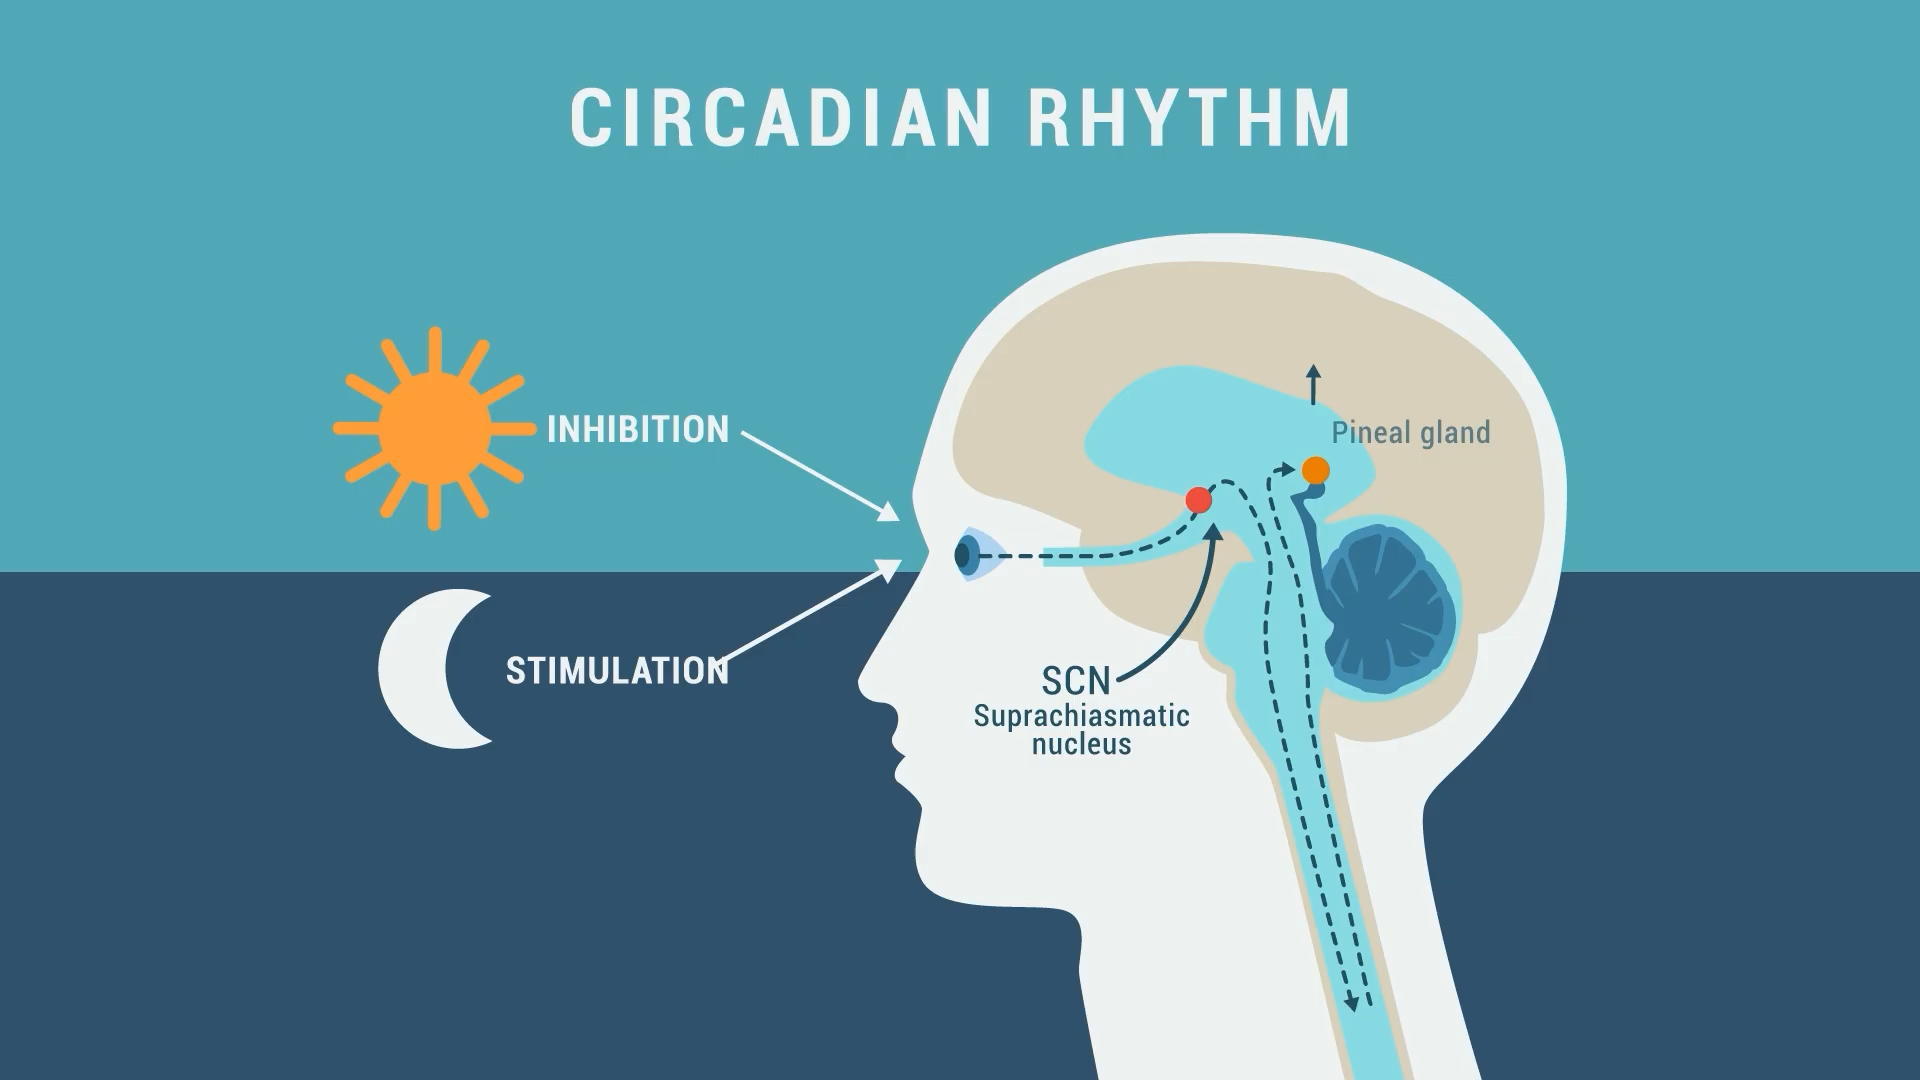 CIRCADIAN RHYTHM
INHIBITION
Pineal gland
STIMULATION
SCN
Suprachiasmatic
nucleus